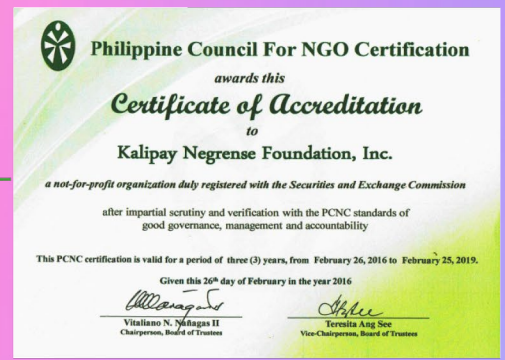 Philippine Council For NGO Certification
awards this
Certificate of Accreditation
to
Kalipay Negrense Foundation, Inc.
a not-for-profit organization duly registered with the Securities and Exchange Commission
after impartial scrutiny and verification with the PCNC standards of
good governance, management and accountability
This PCNC certification is valid for a period of three (3) years, from February 26, 2016 to February 25, 2019.
Given this 26th day of February in the year 2016
Vitaliano N. Nañagas II
Chairperson, Board of Trustees
Teresita Ang See
Vice-Chairperson, Board of Trustees